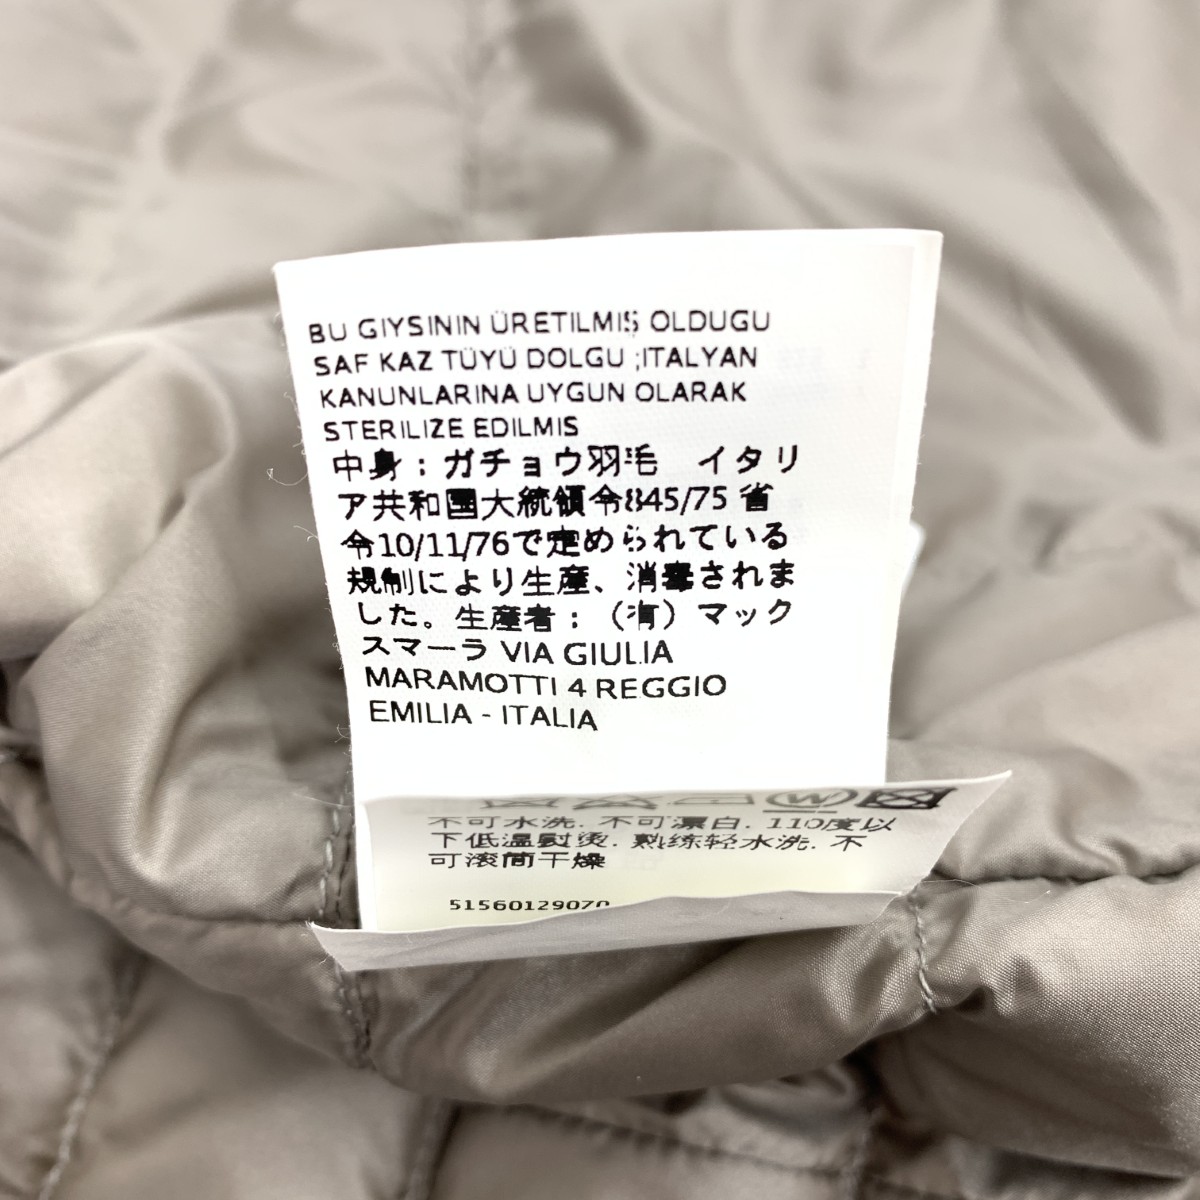 BU GIYSININ ÜRETILMIŞ OLDUGU
SAF KAZ TÜYÜ DOLGU ;ITALYAN
KANUNLARINA UYGUN OLARAK
STERILIZE EDILMIS
中身：ガチョウ羽毛　イタリ
ア共和国大統領令845/75 省
令10/11/76で定められている
規制により生産、消毒されま
した。生産者：（有）マック
スマーラ VIA GIULIA
MARAMOTTI 4 REGGIO
EMILIA - ITALIA
不可水洗. 不可漂白. 110度以
下低温熨烫. 熟练轻水洗. 不
可滚筒干燥
51560129070